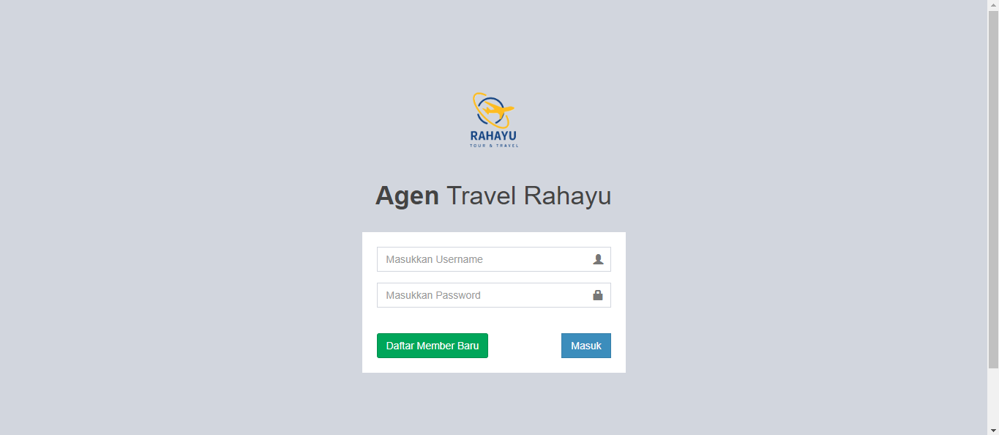 RAHAYU
TOUR & TRAVEL
Agen Travel Rahayu
Masukkan Username
Masukkan Password
Daftar Member Baru
Masuk